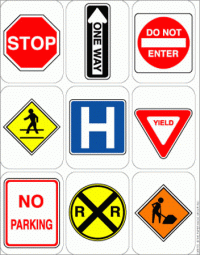 STOP
ONE WAY
DO NOT
ENTER
H
YIELD
NO
PARKING
R R